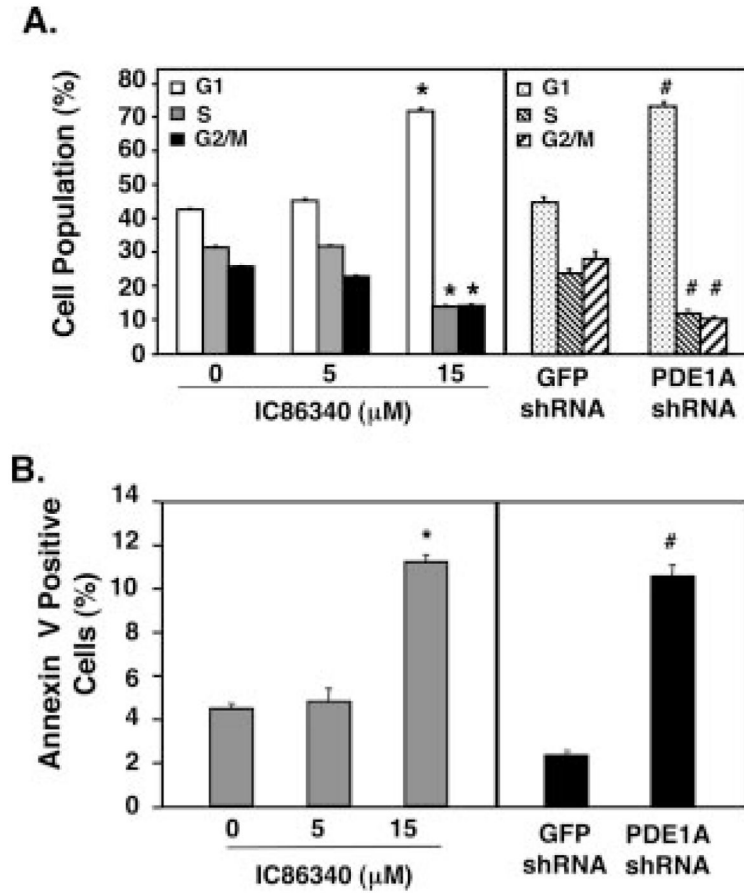 A.
Cell Population (%)
80
70
60
50
40
30
20
10
0
G1
S
G2/M
*
* *
G1
S
G2/M
#
# #
0 5 15
IC86340 (μM)
GFP shRNA
PDE1A shRNA
B.
Annexin V Positive
Cells (%)
14
12
10
8
6
4
2
0
*
#
0 5 15
IC86340 (μM)
GFP shRNA
PDE1A shRNA